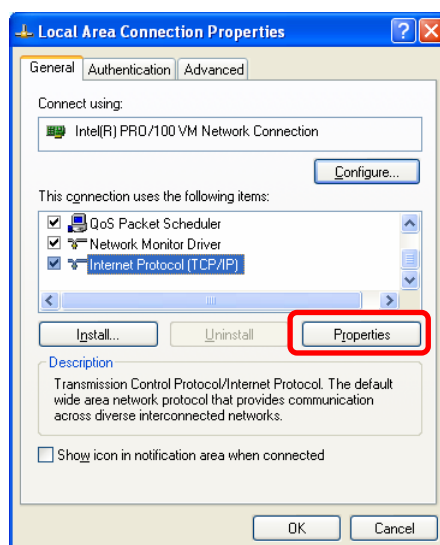 Local Area Connection Properties
General Authentication Advanced
Connect using:
Intel(R) PRO/100 VM Network Connection
Configure...
This connection uses the following items:
QoS Packet Scheduler
Network Monitor Driver
Internet Protocol (TCP/IP)
Install... Uninstall Properties
Description
Transmission Control Protocol/Internet Protocol. The default
wide area network protocol that provides communication
across diverse interconnected networks.
Show icon in notification area when connected
OK Cancel